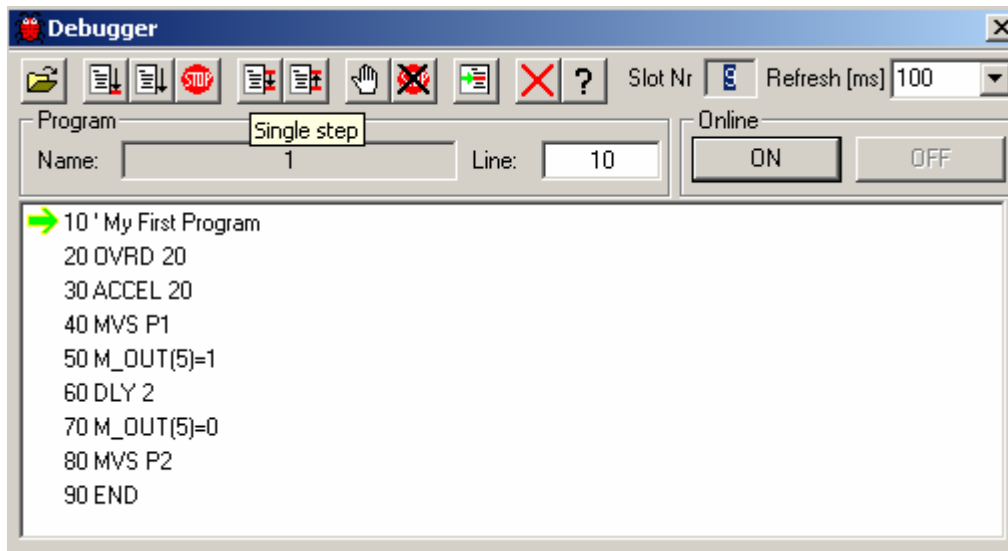 Debugger
STOP
? Slot Nr 9 Refresh [ms] 100
Program
Single step
Online
Name: 1 Line: 10 ON OFF
10 ' My First Program
20 OVRD 20
30 ACCEL 20
40 MVS P1
50 M_OUT(5)=1
60 DLY 2
70 M_OUT(5)=0
80 MVS P2
90 END